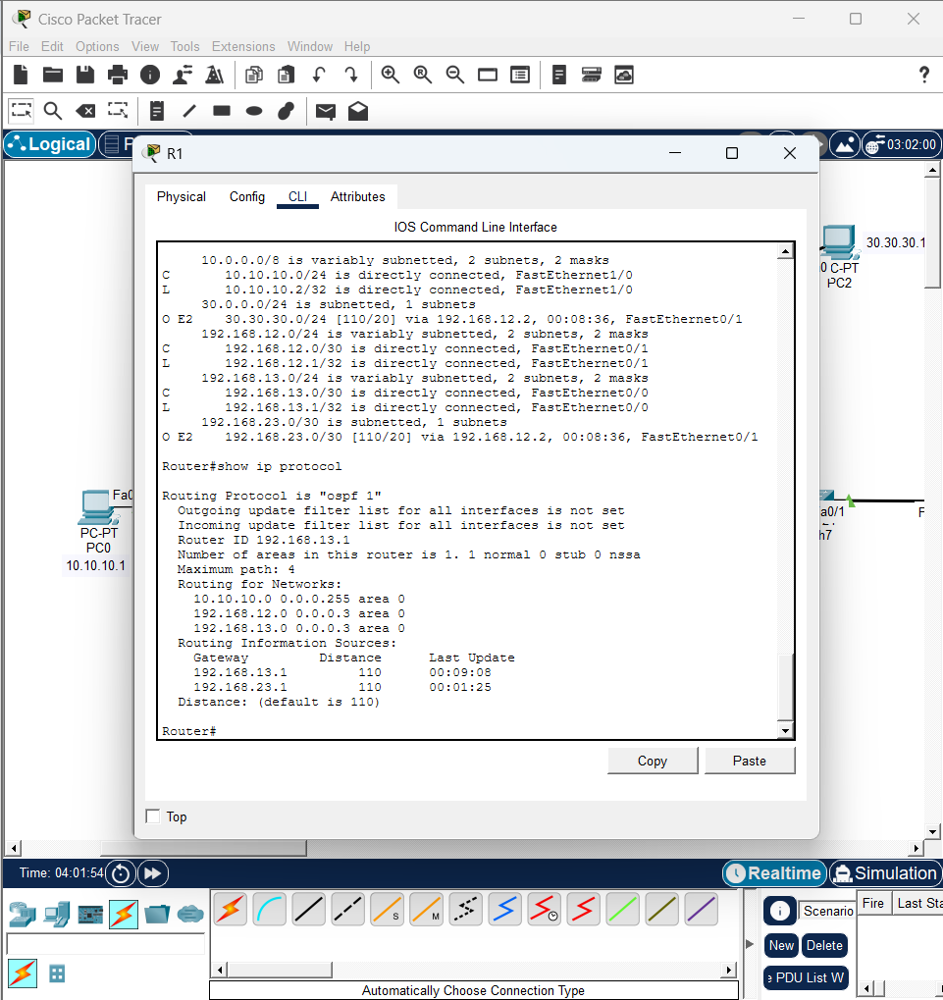 Cisco Packet Tracer
File Edit Options View Tools Extensions Window Help
Logical
03:02:00
R1
Physical Config CLI Attributes
IOS Command Line Interface
10.0.0.0/8 is variably subnetted, 2 subnets, 2 masks
C 10.10.10.0/24 is directly connected, FastEthernet1/0
L 10.10.10.2/32 is directly connected, FastEthernet1/0
30.0.0.0/24 is subnetted, 1 subnets
O E2 30.30.30.0/24 [110/20] via 192.168.12.2, 00:08:36, FastEthernet0/1
192.168.12.0/24 is variably subnetted, 2 subnets, 2 masks
C 192.168.12.0/30 is directly connected, FastEthernet0/1
L 192.168.12.1/32 is directly connected, FastEthernet0/1
192.168.13.0/24 is variably subnetted, 2 subnets, 2 masks
C 192.168.13.0/30 is directly connected, FastEthernet0/0
L 192.168.13.1/32 is directly connected, FastEthernet0/0
192.168.23.0/30 is subnetted, 1 subnets
O E2 192.168.23.0/30 [110/20] via 192.168.12.2, 00:08:36, FastEthernet0/1
Router#show ip protocol
Routing Protocol is "ospf 1"
Outgoing update filter list for all interfaces is not set
Incoming update filter list for all interfaces is not set
Router ID 192.168.13.1
Number of areas in this router is 1. 1 normal 0 stub 0 nssa
Maximum path: 4
Routing for Networks:
10.10.10.0 0.0.0.255 area 0
192.168.12.0 0.0.0.3 area 0
192.168.13.0 0.0.0.3 area 0
Routing Information Sources:
Gateway Distance Last Update
192.168.13.1 110 00:09:08
192.168.23.1 110 00:01:25
Distance: (default is 110)
Router#
Copy Paste
Top
Fa0
PC-PT
PC0
10.10.10.1
30.30.30.1
C-PT
PC2
a0/1
h7
F
Time: 04:01:54
Realtime Simulation
S M
Automatically Choose Connection Type
Scenario
New Delete
e PDU List W
Fire Last Sta